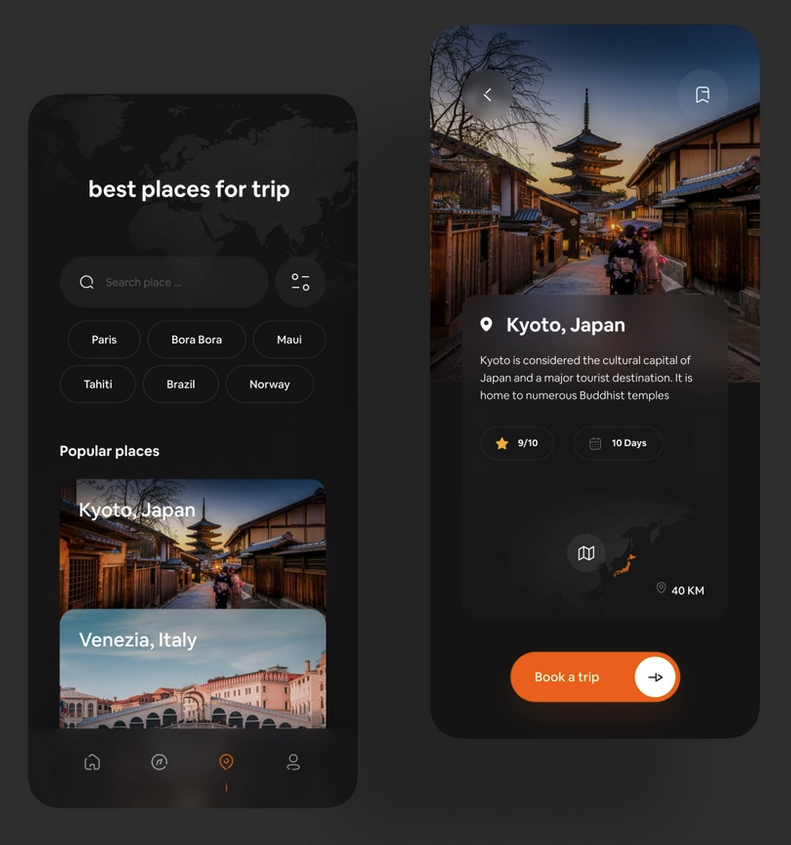 best places for trip
Search place ...
Paris
Bora Bora
Maui
Tahiti
Brazil
Norway
Popular places
Kyoto, Japan
Venezia, Italy
Kyoto, Japan
Kyoto is considered the cultural capital of
Japan and a major tourist destination. It is
home to numerous Buddhist temples
9/10
10 Days
40 KM
Book a trip